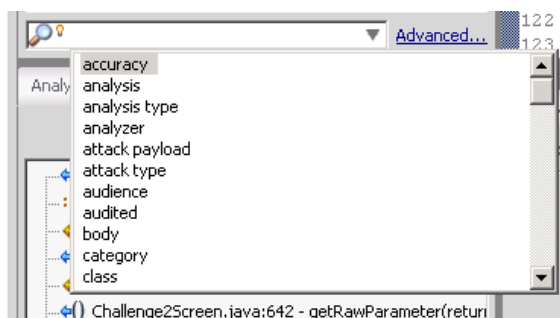 122
Advanced...
123
accuracy
Analy
analysis
analysis type
analyzer
attack payload
attack type
audience
audited
body
category
class
Challenge2Screen.java:642 - getRawParameter(return